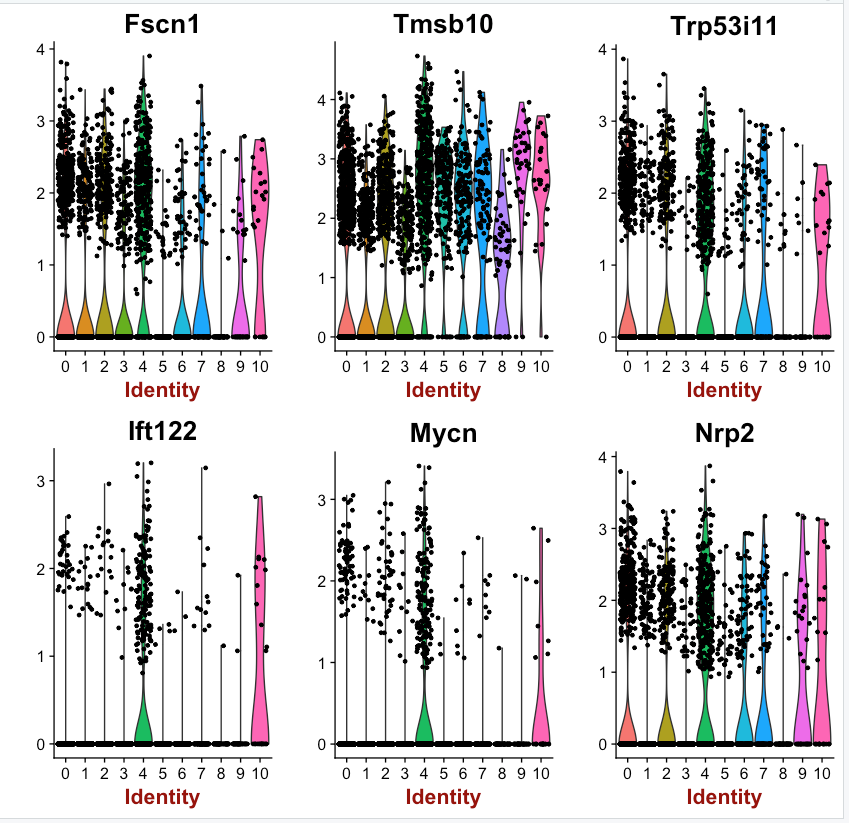 Fscn1 Tmsb10 Trp53i11
4 4 4
3 3 3
2 2 2
1 1 1
0 0 0
0 1 2 3 4 5 6 7 8 9 10 0 1 2 3 4 5 6 7 8 9 10 0 1 2 3 4 5 6 7 8 9 10
Identity Identity Identity
Ift122 Mycn Nrp2
3 3 4
2 2 3
1 1 2
0 0 1
0
0 1 2 3 4 5 6 7 8 9 10 0 1 2 3 4 5 6 7 8 9 10 0 1 2 3 4 5 6 7 8 9 10
Identity Identity Identity